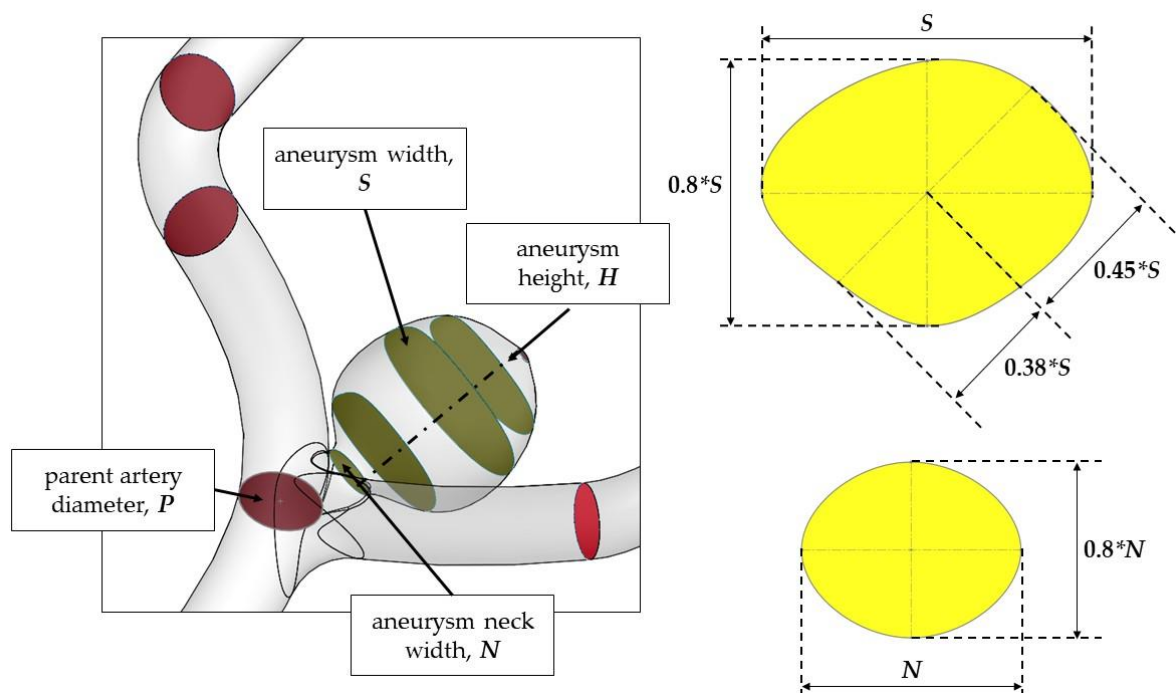 aneurysm width,
S
aneurysm
height, H
parent artery
diameter, P
aneurysm neck
width, N
S
0.8*S
0.45*S
0.38*S
0.8*N
N